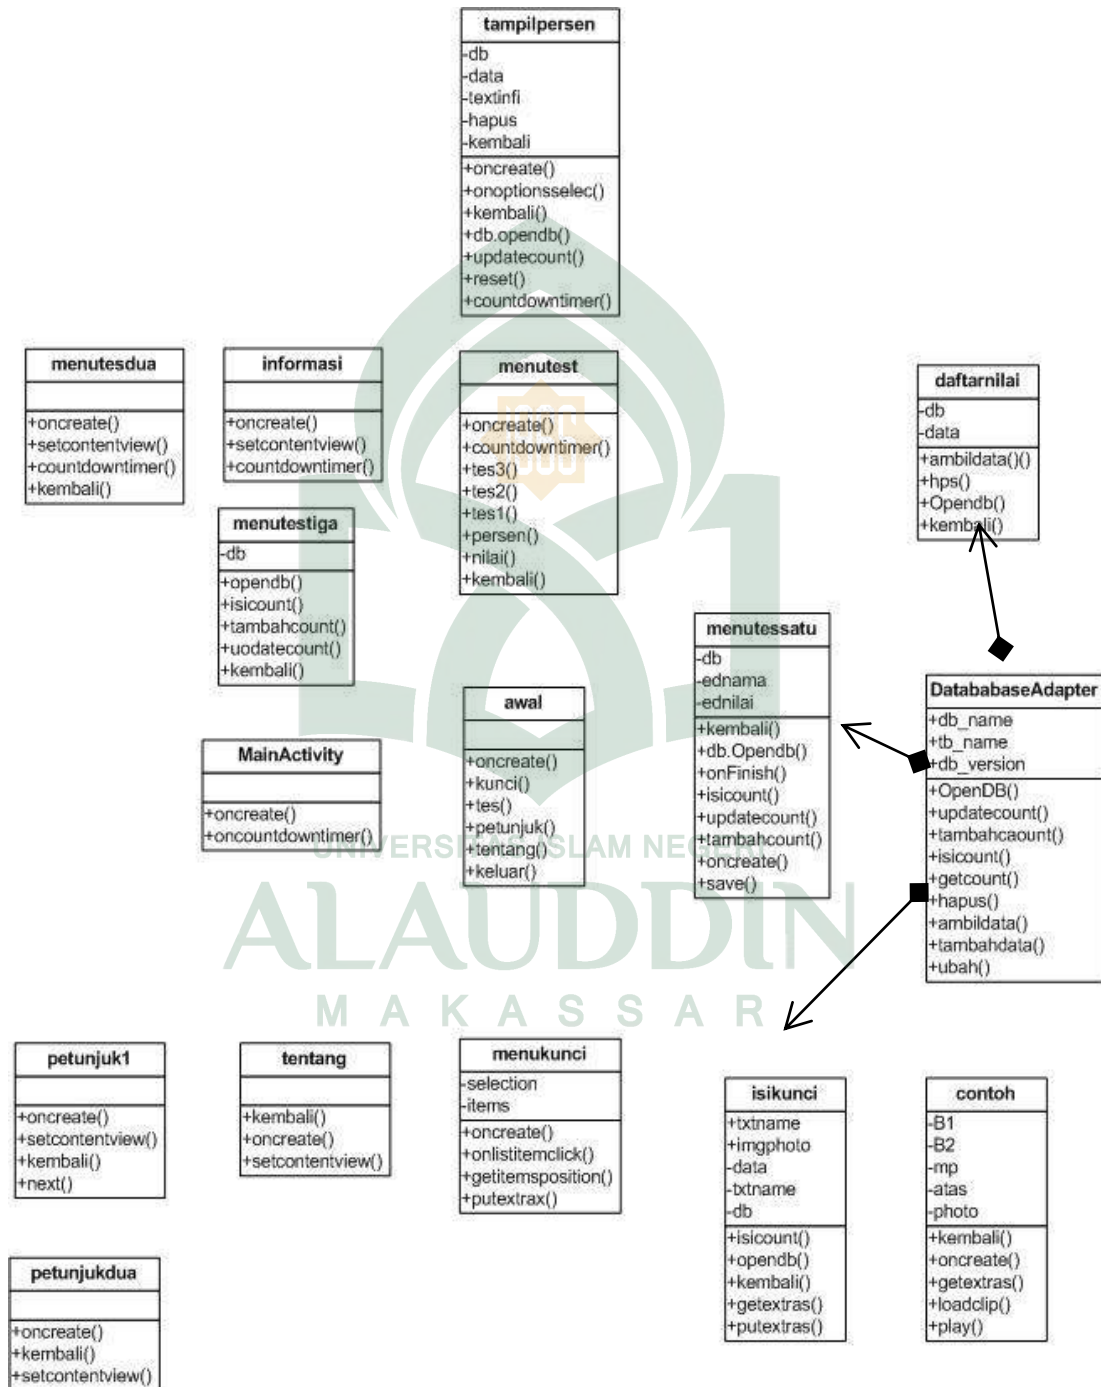 tampilpersen
-db
-data
-textinfi
-hapus
-kembali
+oncreate()
+onoptionsselec()
+kembali()
+db.opendb()
+updatecount()
+reset()
+countdowntimer()
menutesdua
+oncreate()
+setcontentview()
+countdowntimer()
+kembali()
informasi
+oncreate()
+setcontentview()
+countdowntimer()
menutest
+oncreate()
+countdowntimer()
+tes3()
+tes2()
+tes1()
+persen()
+nilai()
+kembali()
daftarnilai
-db
-data
+ambildata()()
+hps()
+Opendb()
+kembali()
menutestiga
-db
+opendb()
+isicount()
+tambahcount()
+uodatecount()
+kembali()
menutessatu
-db
-ednama
-ednilai
+kembali()
+db.Opendb()
+onFinish()
+isicount()
+updatecount()
+tambahcount()
+oncreate()
+save()
DatababaseAdapter
+db_name
+tb_name
+db_version
+OpenDB()
+updatecount()
+tambahcaount()
+isicount()
+getcount()
+hapus()
+ambildata()
+tambahdata()
+ubah()
awal
+oncreate()
+kunci()
+tes()
+petunjuk()
+tentang()
+keluar()
MainActivity
+oncreate()
+oncountdowntimer()
UNIVERSITAS ISLAM NEGERI
ALAUDDIN
MAKASSAR
petunjuk1
+oncreate()
+setcontentview()
+kembali()
+next()
tentang
+kembali()
+oncreate()
+setcontentview()
menukunci
-selection
-items
+oncreate()
+onlistitemclick()
+getitemsposition()
+putextrax()
isikunci
+txtname
+imgphoto
-data
-txtname
-db
+isicount()
+opendb()
+kembali()
+getextras()
+putextras()
contoh
-B1
-B2
-mp
-atas
-photo
+kembali()
+oncreate()
+getextras()
+loadclip()
+play()
petunjukdua
+oncreate()
+kembali()
+setcontentview()